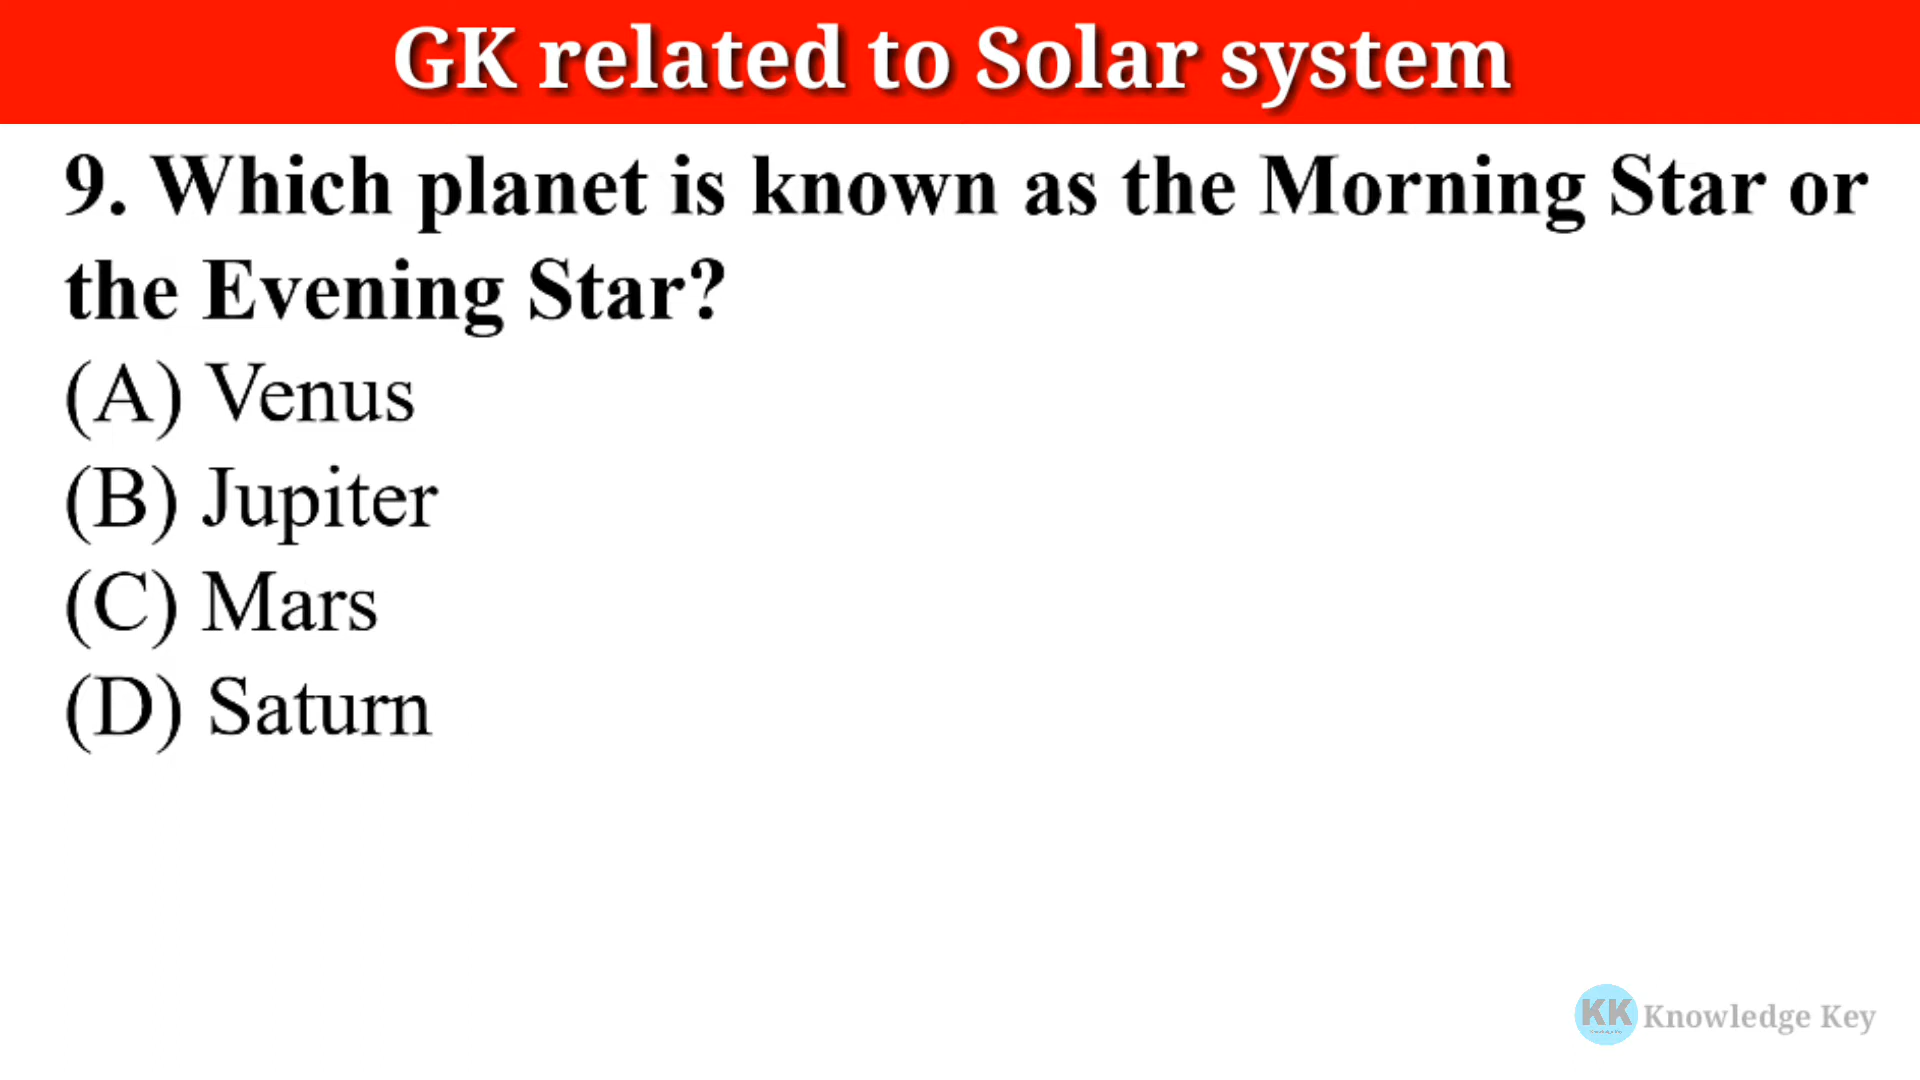 GK related to Solar system
9. Which planet is known as the Morning Star or
the Evening Star?
(A) Venus
(B) Jupiter
(C) Mars
(D) Saturn
KK
Knowledge Key